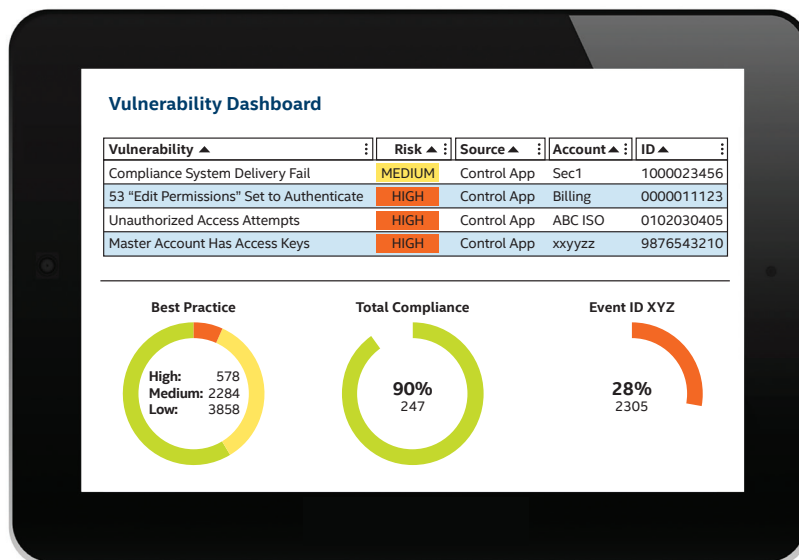 Vulnerability Dashboard
Vulnerability Risk Source Account ID
Compliance System Delivery Fail MEDIUM Control App Sec1 1000023456
53 “Edit Permissions” Set to Authenticate HIGH Control App Billing 0000011123
Unauthorized Access Attempts HIGH Control App ABC ISO 0102030405
Master Account Has Access Keys HIGH Control App xxyyzz 9876543210
Best Practice
High: 578
Medium: 2284
Low: 3858
Total Compliance
90%
247
Event ID XYZ
28%
2305